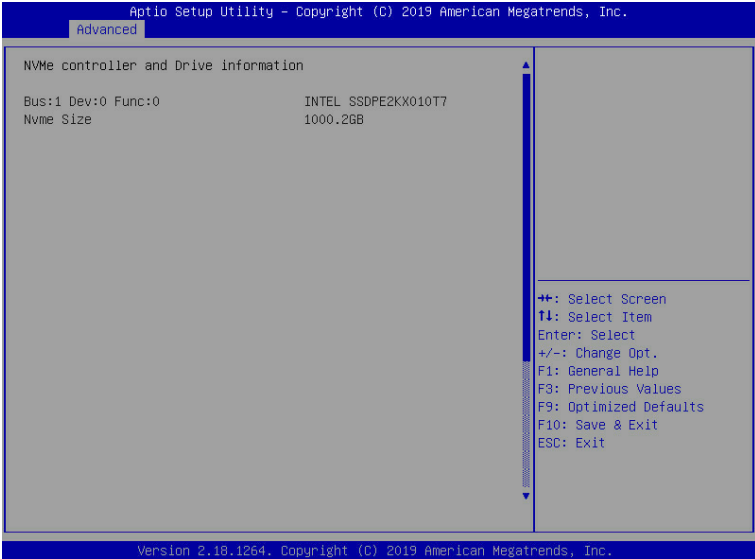 Aptio Setup Utility – Copyright (C) 2019 American Megatrends, Inc.
Advanced
NVMe controller and Drive information
Bus:1 Dev:0 Func:0 INTEL SSDPE2KX010T7
Nvme Size 1000.2GB
→←: Select Screen
↑↓: Select Item
Enter: Select
+/-: Change Opt.
F1: General Help
F3: Previous Values
F9: Optimized Defaults
F10: Save & Exit
ESC: Exit
Version 2.18.1264. Copyright (C) 2019 American Megatrends, Inc.